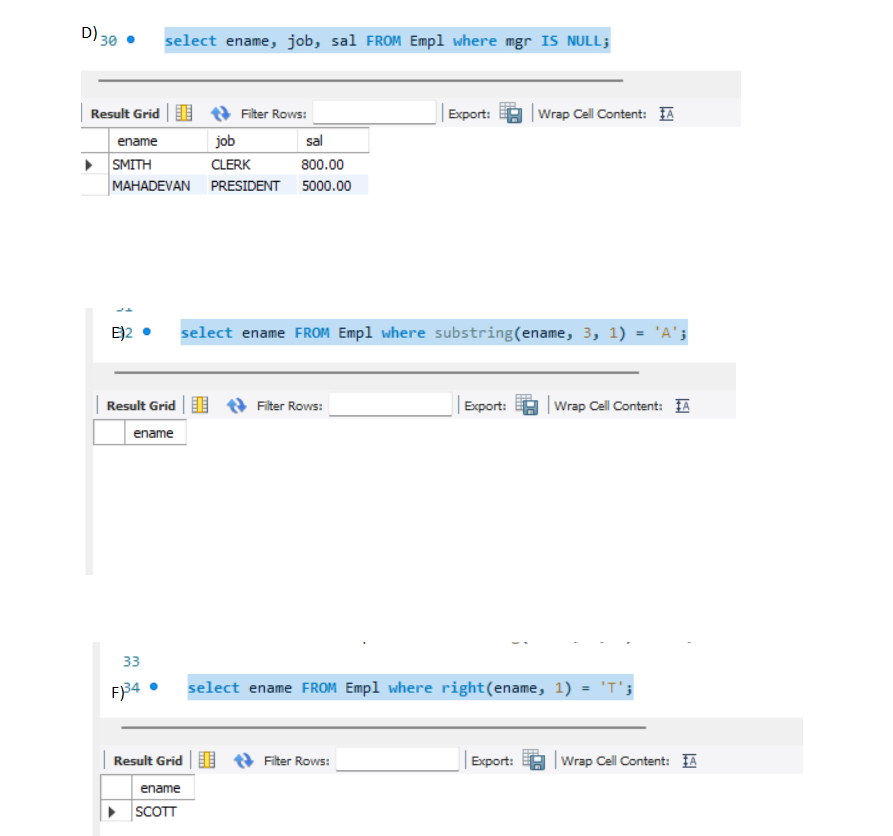 D) 30 select ename, job, sal FROM Empl where mgr IS NULL;
Result Grid Filter Rows: Export: Wrap Cell Content: IA
ename job sal
SMITH CLERK 800.00
MAHADEVAN PRESIDENT 5000.00
E) 2 select ename FROM Empl where substring(ename, 3, 1) = 'A';
Result Grid Filter Rows: Export: Wrap Cell Content: IA
ename
33
F) 34 select ename FROM Empl where right(ename, 1) = 'T';
Result Grid Filter Rows: Export: Wrap Cell Content: IA
ename
SCOTT